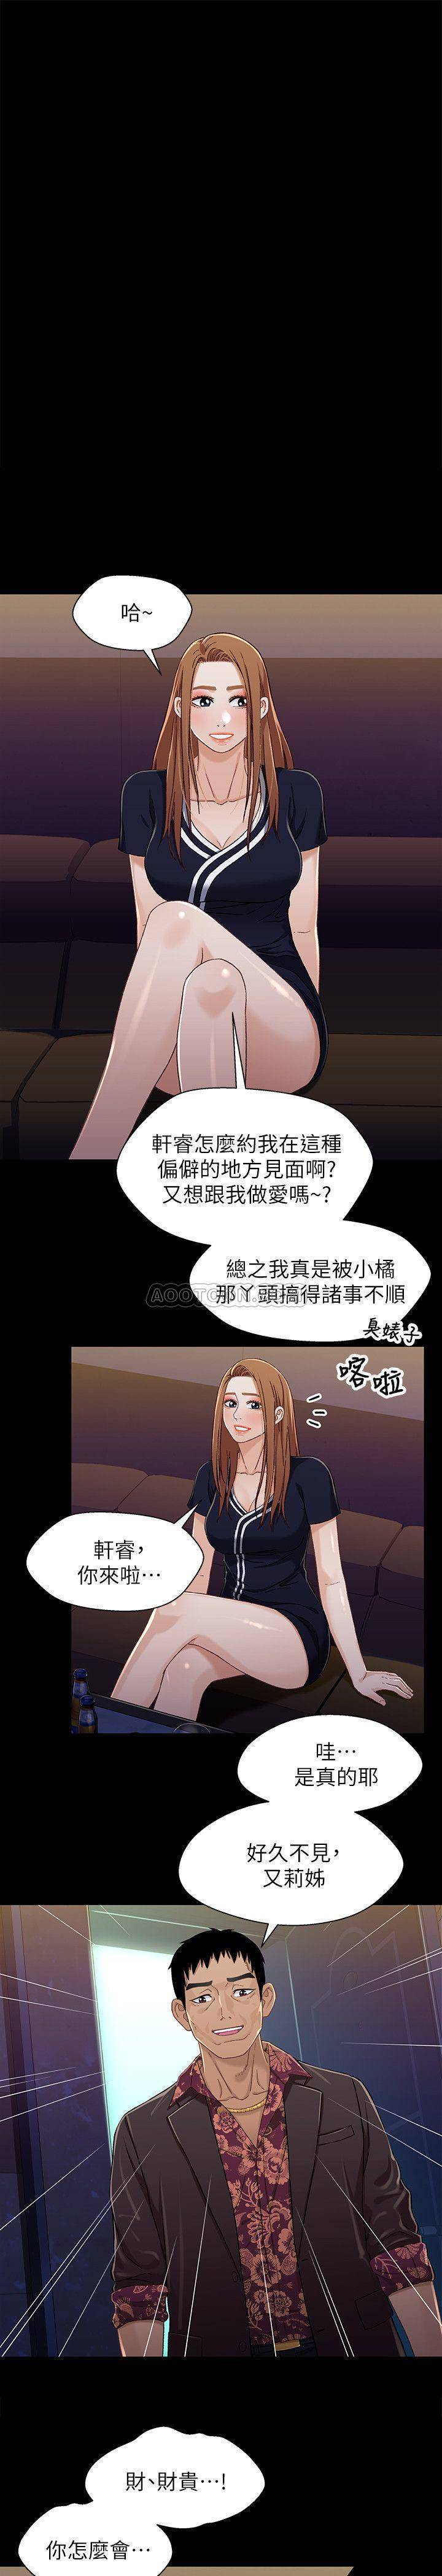 哈~
軒睿怎麼約我在這種
偏僻的地方見面啊?
又想跟我做愛嗎~?
總之我真是被小橘
那丫頭搞得諸事不順
臭婊子
喀啦
軒睿,
你來啦⋯
哇⋯
是真的耶
好久不見,
又莉姊
財、財貴⋯!
你怎麼會⋯